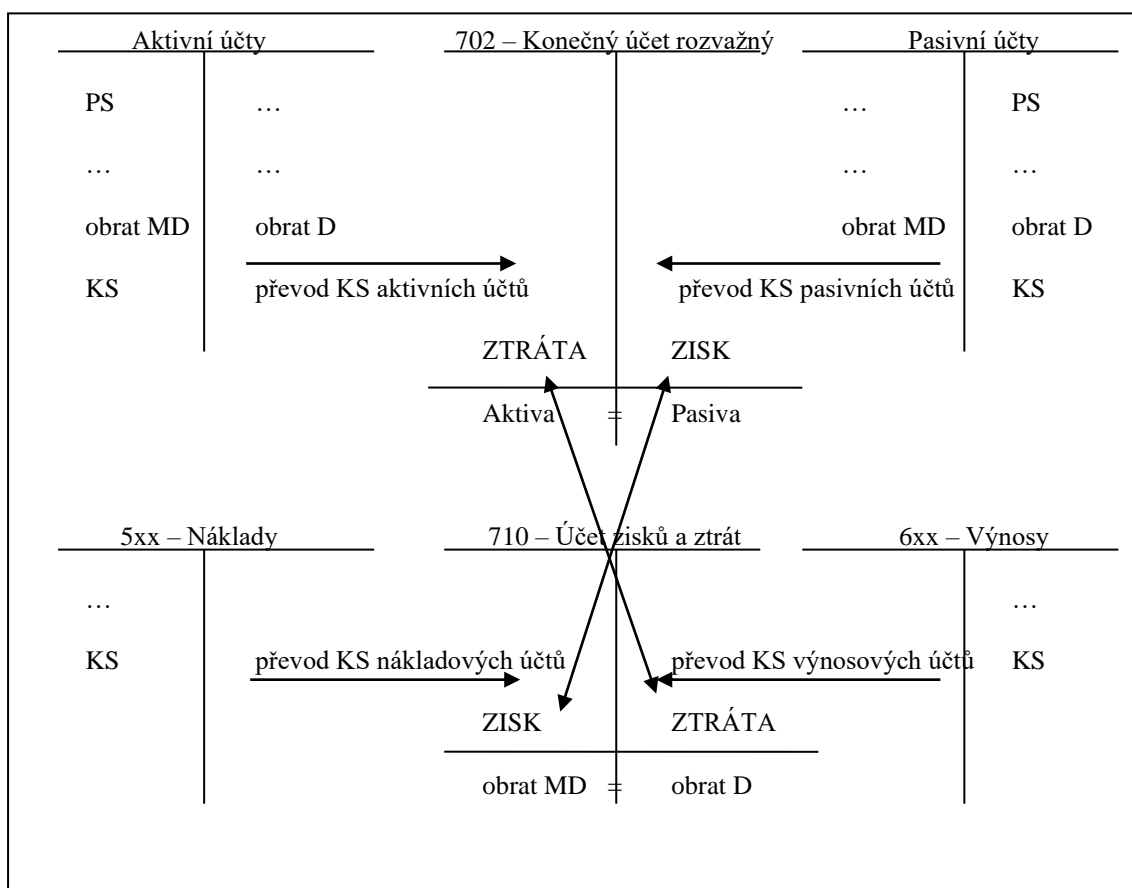 Aktivní účty 702 – Konečný účet rozvažný Pasivní účty
PS … … PS
… … … …
obrat MD obrat D obrat MD obrat D
KS převod KS aktivních účtů převod KS pasivních účtů KS
ZTRÁTA ZISK
Aktiva = Pasiva
5xx – Náklady 710 – Účet zisků a ztrát 6xx – Výnosy
… …
KS převod KS nákladových účtů převod KS výnosových účtů KS
ZISK ZTRÁTA
obrat MD = obrat D